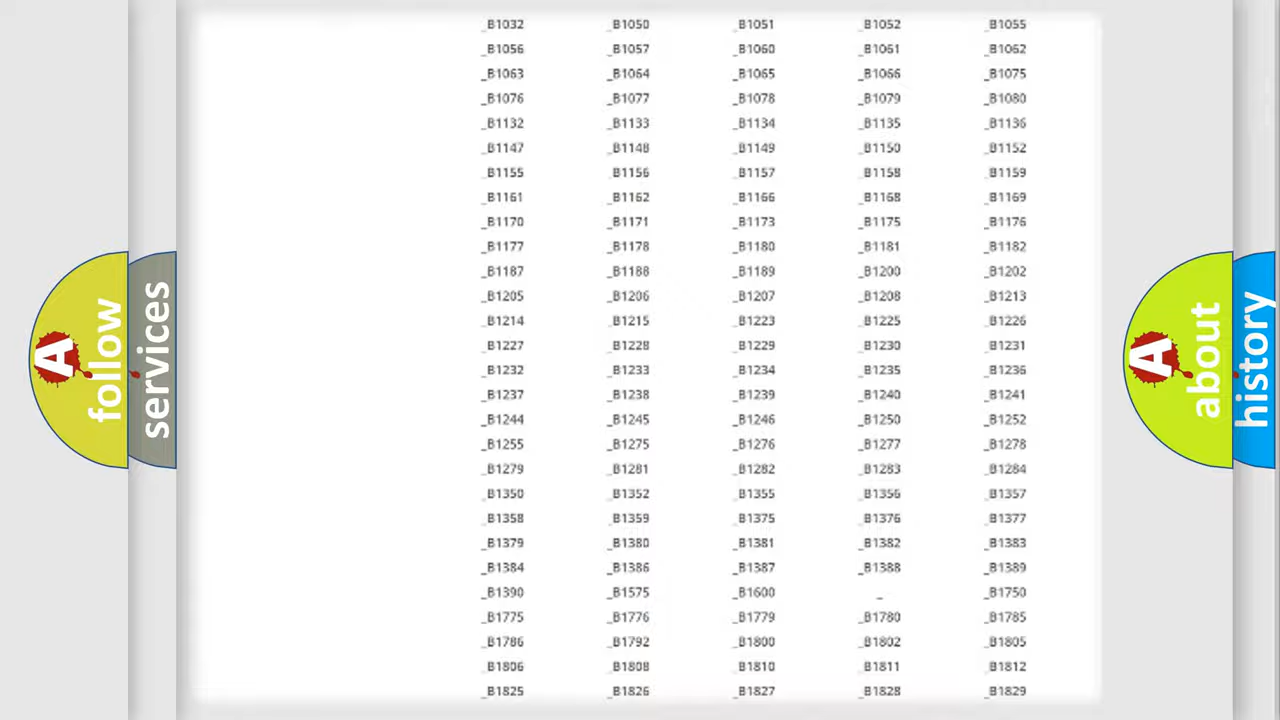 _B1032 _B1050 _B1051 _B1052 _B1055
_B1056 _B1057 _B1060 _B1061 _B1062
_B1063 _B1064 _B1065 _B1066 _B1075
_B1076 _B1077 _B1078 _B1079 _B1080
_B1132 _B1133 _B1134 _B1135 _B1136
_B1147 _B1148 _B1149 _B1150 _B1152
_B1155 _B1156 _B1157 _B1158 _B1159
_B1161 _B1162 _B1166 _B1168 _B1169
_B1170 _B1171 _B1173 _B1175 _B1176
_B1177 _B1178 _B1180 _B1181 _B1182
_B1187 _B1188 _B1189 _B1200 _B1202
_B1205 _B1206 _B1207 _B1208 _B1213
_B1214 _B1215 _B1223 _B1225 _B1226
_B1227 _B1228 _B1229 _B1230 _B1231
_B1232 _B1233 _B1234 _B1235 _B1236
_B1237 _B1238 _B1239 _B1240 _B1241
_B1244 _B1245 _B1246 _B1250 _B1252
_B1255 _B1275 _B1276 _B1277 _B1278
_B1279 _B1281 _B1282 _B1283 _B1284
_B1350 _B1352 _B1355 _B1356 _B1357
_B1358 _B1359 _B1375 _B1376 _B1377
_B1379 _B1380 _B1381 _B1382 _B1383
_B1384 _B1386 _B1387 _B1388 _B1389
_B1390 _B1575 _B1600 _ _B1750
_B1775 _B1776 _B1779 _B1780 _B1785
_B1786 _B1792 _B1800 _B1802 _B1805
_B1806 _B1808 _B1810 _B1811 _B1812
_B1825 _B1826 _B1827 _B1828 _B1829
A follow
services
A about
history